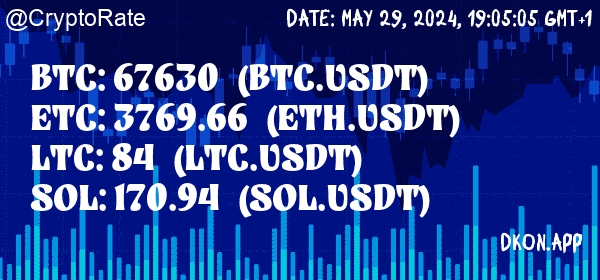 @CryptoRate
DATE: MAY 29, 2024, 19:05:05 GMT+1
BTC: 67630 (BTC.USDT)
ETC: 3769.66 (ETH.USDT)
LTC: 84 (LTC.USDT)
SOL: 170.94 (SOL.USDT)
DKON.APP